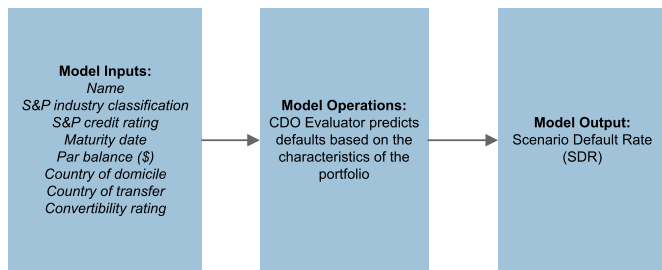 Model Inputs:
Name
S&P industry classification
S&P credit rating
Maturity date
Par balance ($)
Country of domicile
Country of transfer
Convertibility rating
Model Operations:
CDO Evaluator predicts
defaults based on the
characteristics of the
portfolio
Model Output:
Scenario Default Rate
(SDR)